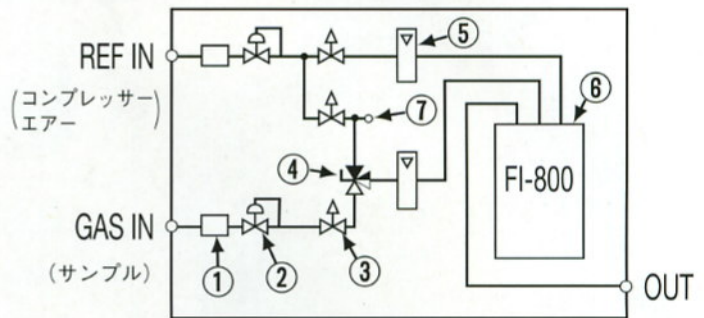 REF IN
(コンプレッサー
エアー)
GAS IN
(サンプル)
①
②
③
④
⑤
⑥
⑦
FI-800
OUT